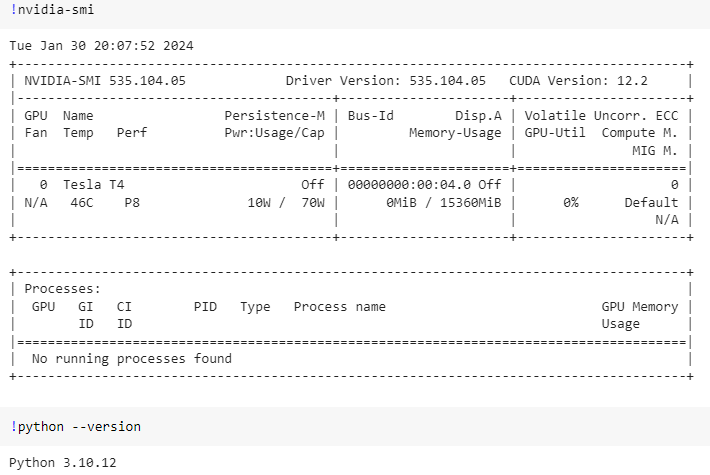 !nvidia-smi
Tue Jan 30 20:07:52 2024
+---------------------------------------------------------------------------------------+
| NVIDIA-SMI 535.104.05             Driver Version: 535.104.05   CUDA Version: 12.2     |
|-----------------------------------------+----------------------+----------------------+
| GPU  Name                 Persistence-M | Bus-Id        Disp.A | Volatile Uncorr. ECC |
| Fan  Temp   Perf          Pwr:Usage/Cap |         Memory-Usage | GPU-Util  Compute M. |
|                                         |                      |               MIG M. |
|=========================================+======================+======================|
|   0  Tesla T4                       Off | 00000000:00:04.0 Off |                    0 |
| N/A   46C    P8              10W /  70W |      0MiB / 15360MiB |      0%      Default |
|                                         |                      |                  N/A |
+-----------------------------------------+----------------------+----------------------+
+---------------------------------------------------------------------------------------+
| Processes:                                                                            |
|  GPU   GI   CI        PID   Type   Process name                            GPU Memory |
|        ID   ID                                                             Usage      |
|=======================================================================================|
|  No running processes found                                                           |
+---------------------------------------------------------------------------------------+
!python --version
Python 3.10.12